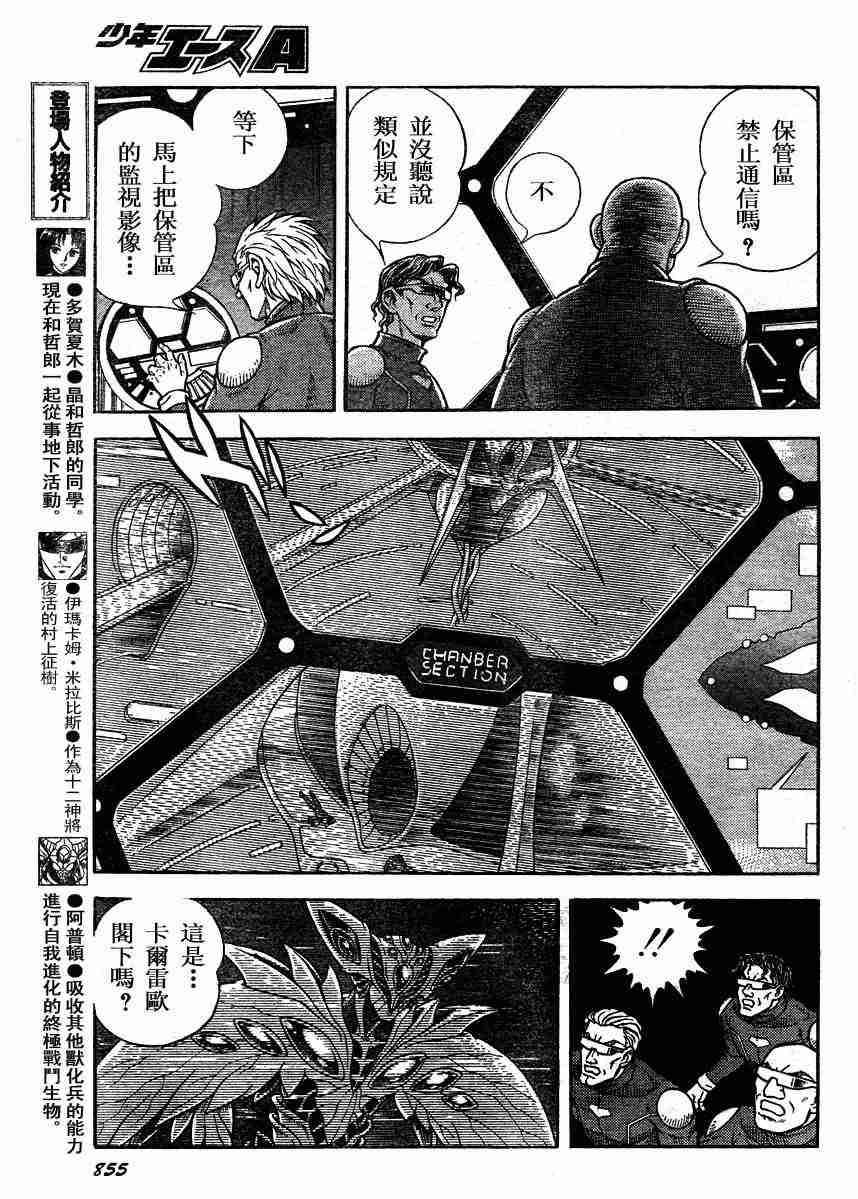 少年エースA
保管區
禁止通信嗎？
不
並沒聽說
類似規定
等下
馬上把保管區
的監視影像…
CHANBER
SECTION
!!
這是…
卡爾雷歐
閣下嗎？
登場人物紹介
●多賀夏木●晶和哲郎的同學。
現在和哲郎一起從事地下活動。
●伊瑪卡姆・米拉比斯●作為十二神將
復活的村上征樹。
●阿普頓●吸收其他獸化兵的能力
進行自我進化的終極戰鬥生物。
855